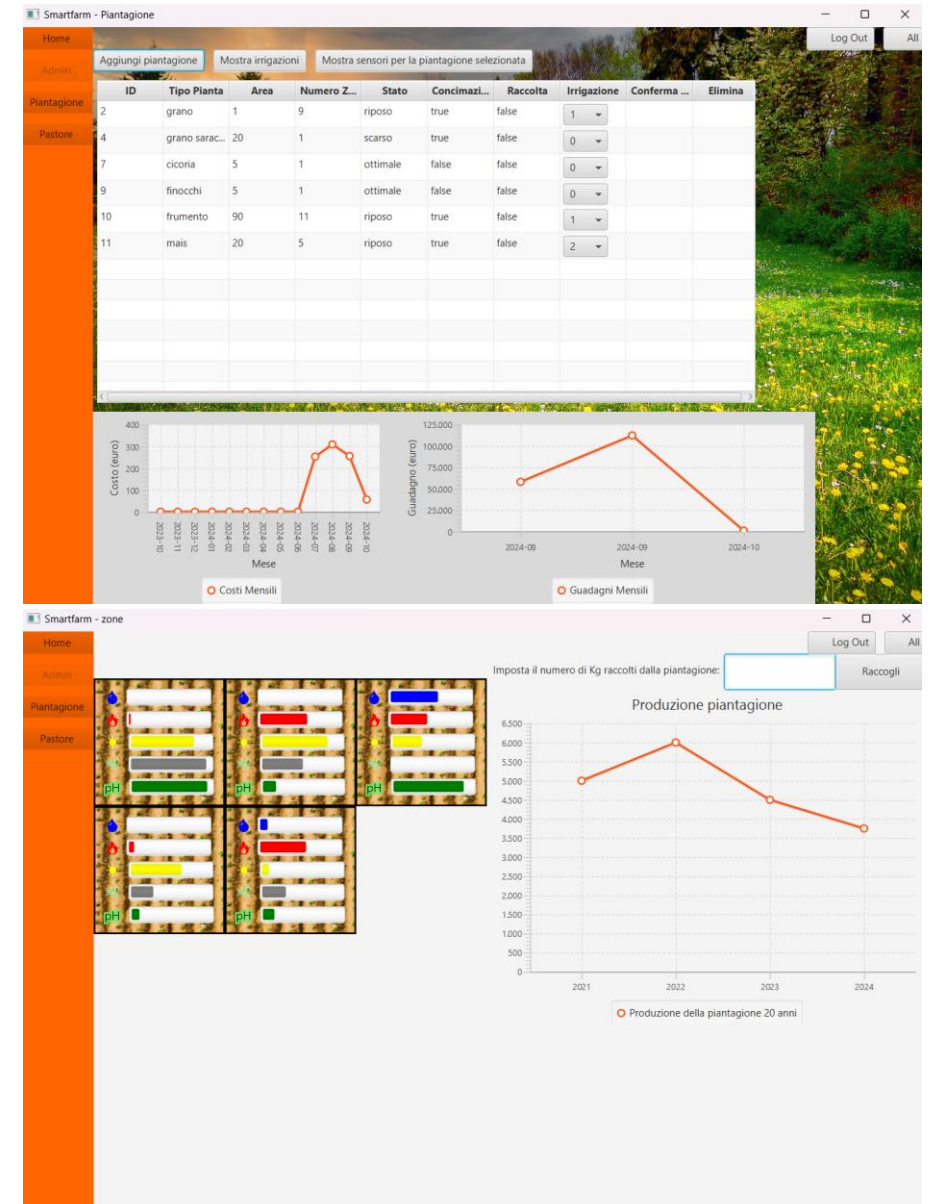 Smartfarm - Piantagione
Home
Log Out
All
Admin
Piantagione
Pastore
Aggiungi piantagione
Mostra irrigazioni
Mostra sensori per la piantagione selezionata
ID Tipo Pianta Area Numero Z... Stato Concimazi... Raccolta Irrigazione Conferma ... Elimina
2 grano 1 9 riposo true false 1
4 grano sarac... 20 1 scarso true false 0
7 cicoria 5 1 ottimale false false 0
9 finocchi 5 1 ottimale false false 0
10 frumento 90 11 riposo true false 1
11 mais 20 5 riposo true false 2
Costo (euro)
400
300
200
100
0
2023-10 2023-11 2023-12 2024-01 2024-02 2024-03 2024-04 2024-05 2024-06 2024-07 2024-08 2024-09 2024-10
Mese
Costi Mensili
Guadagno (euro)
125.000
100.000
75.000
50.000
25.000
0
2024-08 2024-09 2024-10
Mese
Guadagni Mensili
Smartfarm - zone
Home
Log Out
All
Admin
Piantagione
Pastore
Imposta il numero di Kg raccolti dalla piantagione:
Raccogli
pH pH pH
pH pH
Produzione piantagione
6.500
6.000
5.500
5.000
4.500
4.000
3.500
3.000
2.500
2.000
1.500
1.000
500
0
2021 2022 2023 2024
Produzione della piantagione 20 anni